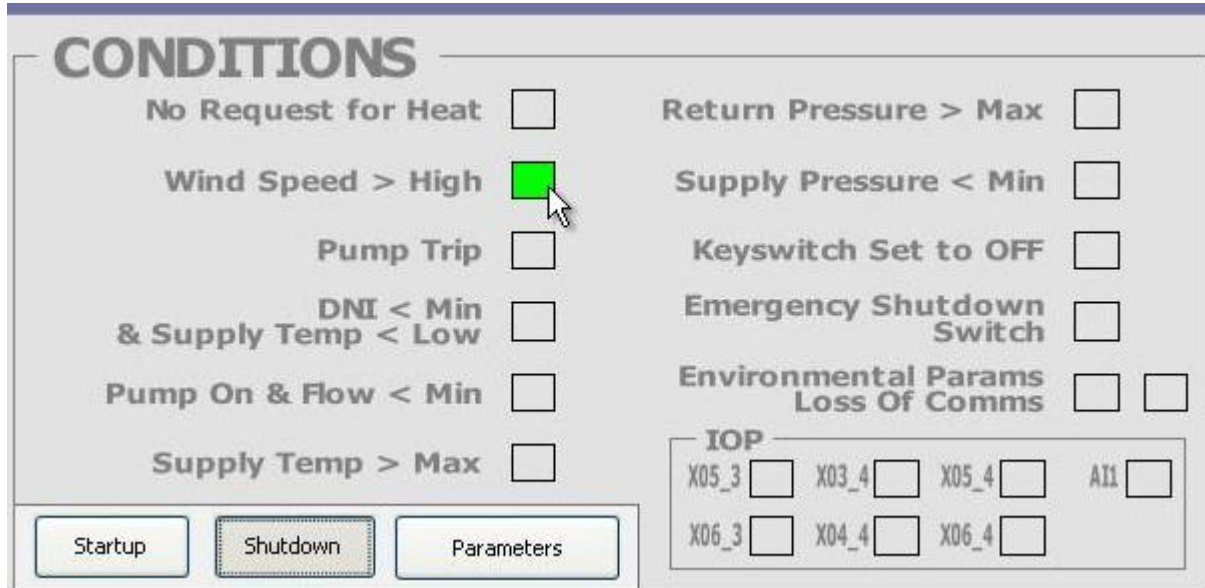 CONDITIONS
No Request for Heat
Wind Speed > High
Pump Trip
DNI < Min
& Supply Temp < Low
Pump On & Flow < Min
Supply Temp > Max
Return Pressure > Max
Supply Pressure < Min
Keyswitch Set to OFF
Emergency Shutdown
Switch
Environmental Params
Loss Of Comms
IOP
X05_3 X03_4 X05_4 AI1
X06_3 X04_4 X06_4
Startup Shutdown Parameters